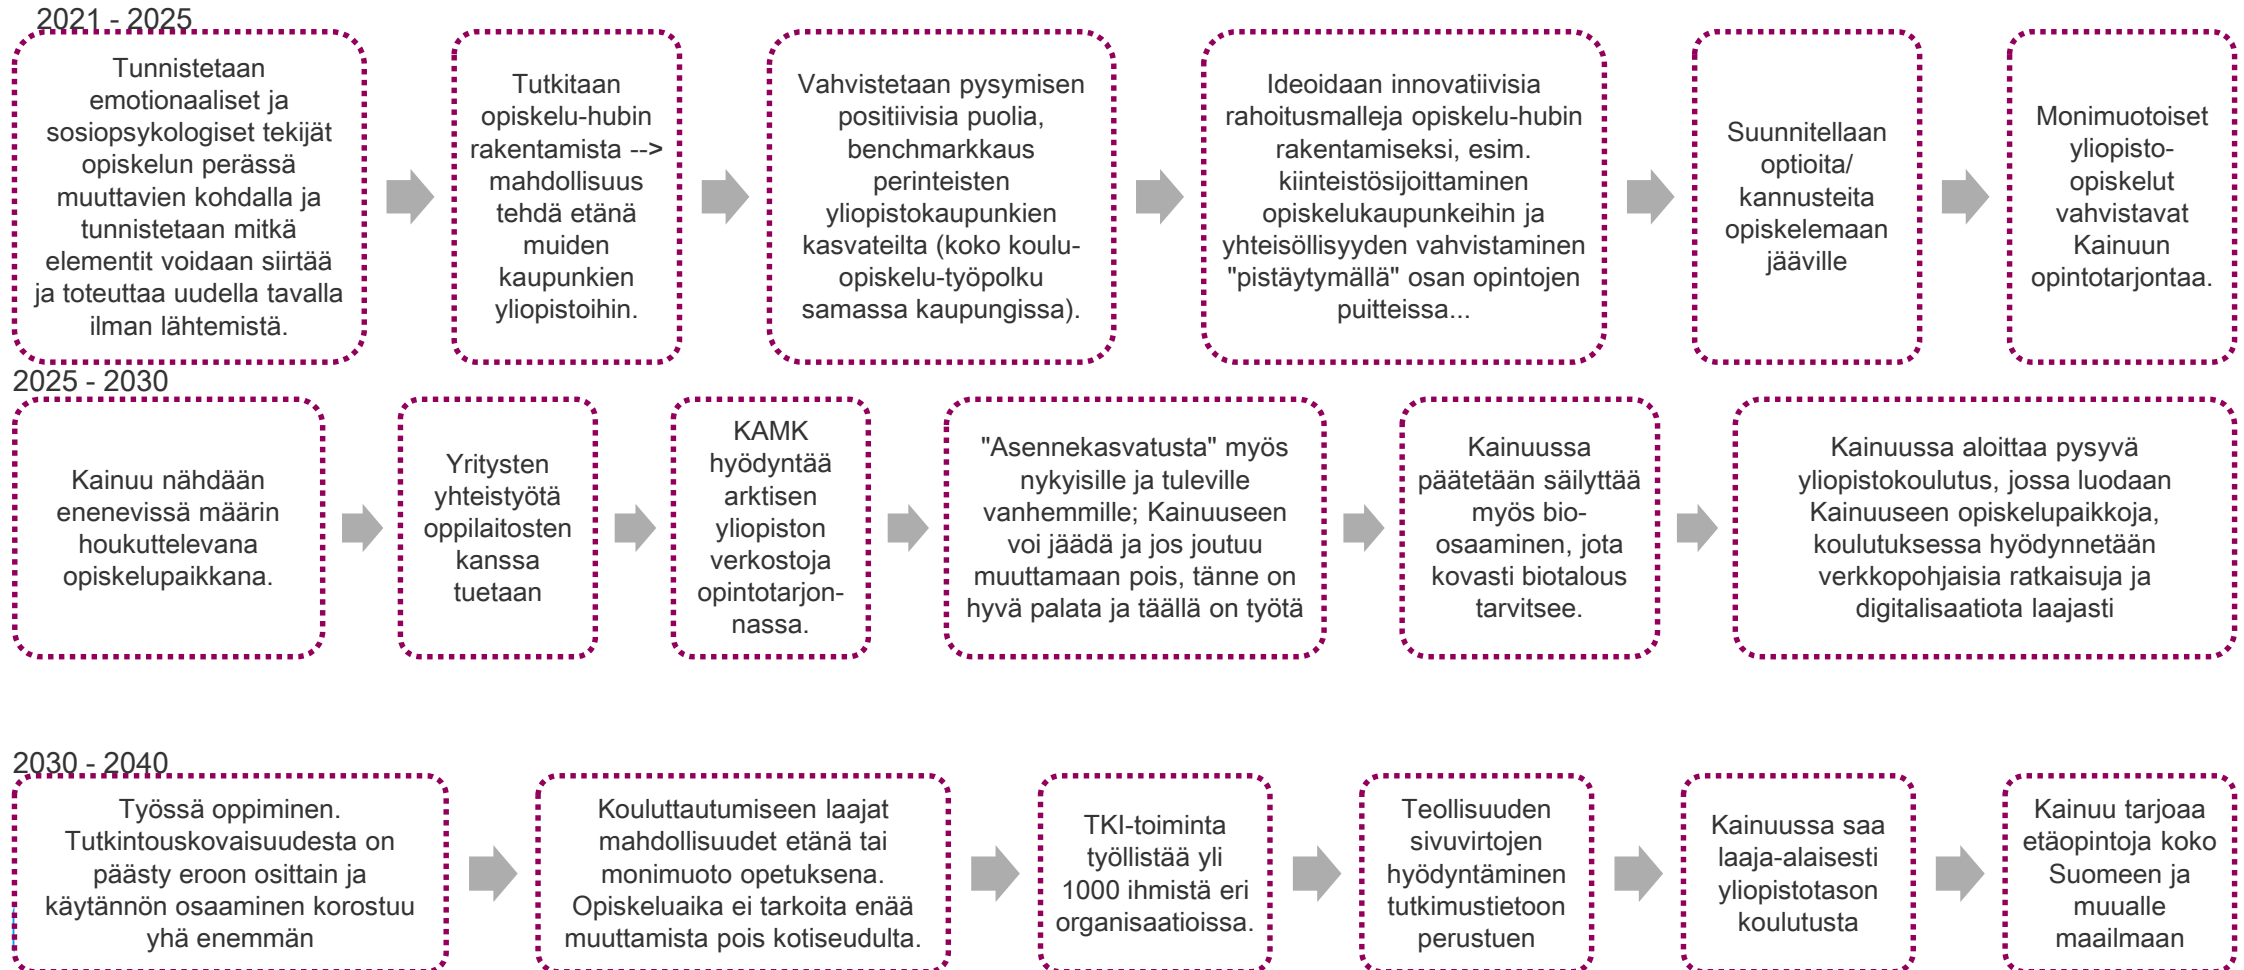 2021 - 2025
Tunnistetaan
emotionaaliset ja
sosiopsykologiset tekijät
opiskelun perässä
muuttavien kohdalla ja
tunnistetaan mitkä
elementit voidaan siirtää
ja toteuttaa uudella tavalla
ilman lähtemistä.
Tutkitaan
opiskelu-hubin
rakentamista -->
mahdollisuus
tehdä etänä
muiden
kaupunkien
yliopistoihin.
Vahvistetaan pysymisen
positiivisia puolia,
benchmarkkaus
perinteisten
yliopistokaupunkien
kasvateilta (koko koulu-
opiskelu-työpolku
samassa kaupungissa).
Ideoidaan innovatiivisia
rahoitusmalleja opiskelu-hubin
rakentamiseksi, esim.
kiinteistösijoittaminen
opiskelukaupunkeihin ja
yhteisöllisyyden vahvistaminen
"pistäytymällä" osan opintojen
puitteissa...
Suunnitellaan
optioita/
kannusteita
opiskelemaan
jääville
Monimuotoiset
yliopisto-
opiskelut
vahvistavat
Kainuun
opintotarjontaa.
2025 - 2030
Kainuu nähdään
enenevissä määrin
houkuttelevana
opiskelupaikkana.
Yritysten
yhteistyötä
oppilaitosten
kanssa
tuetaan
KAMK
hyödyntää
arktisen
yliopiston
verkostoja
opintotarjon-
nassa.
"Asennekasvatusta" myös
nykyisille ja tuleville
vanhemmille; Kainuuseen
voi jäädä ja jos joutuu
muuttamaan pois, tänne on
hyvä palata ja täällä on työtä
Kainuussa
päätetään säilyttää
myös bio-
osaaminen, jota
kovasti biotalous
tarvitsee.
Kainuussa aloittaa pysyvä
yliopistokoulutus, jossa luodaan
Kainuuseen opiskelupaikkoja,
koulutuksessa hyödynnetään
verkkopohjaisia ratkaisuja ja
digitalisaatiota laajasti
2030 - 2040
Työssä oppiminen.
Tutkintouskovaisuudesta on
päästy eroon osittain ja
käytännön osaaminen korostuu
yhä enemmän
Kouluttautumiseen laajat
mahdollisuudet etänä tai
monimuoto opetuksena.
Opiskeluaika ei tarkoita enää
muuttamista pois kotiseudulta.
TKI-toiminta
työllistää yli
1000 ihmistä eri
organisaatioissa.
Teollisuuden
sivuvirtojen
hyödyntäminen
tutkimustietoon
perustuen
Kainuussa saa
laaja-alaisesti
yliopistotason
koulutusta
Kainuu tarjoaa
etäopintoja koko
Suomeen ja
muualle
maailmaan